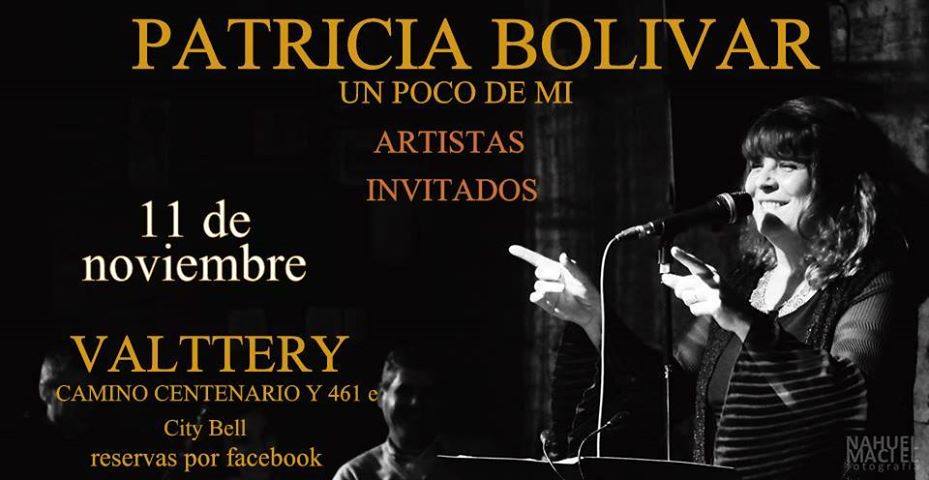 PATRICIA BOLIVAR
UN POCO DE MI
ARTISTAS
INVITADOS
11 de
noviembre
VALTTERY
CAMINO CENTENARIO Y 461 e
City Bell
reservas por facebook
NAHUEL
MACIEL
Fotografía